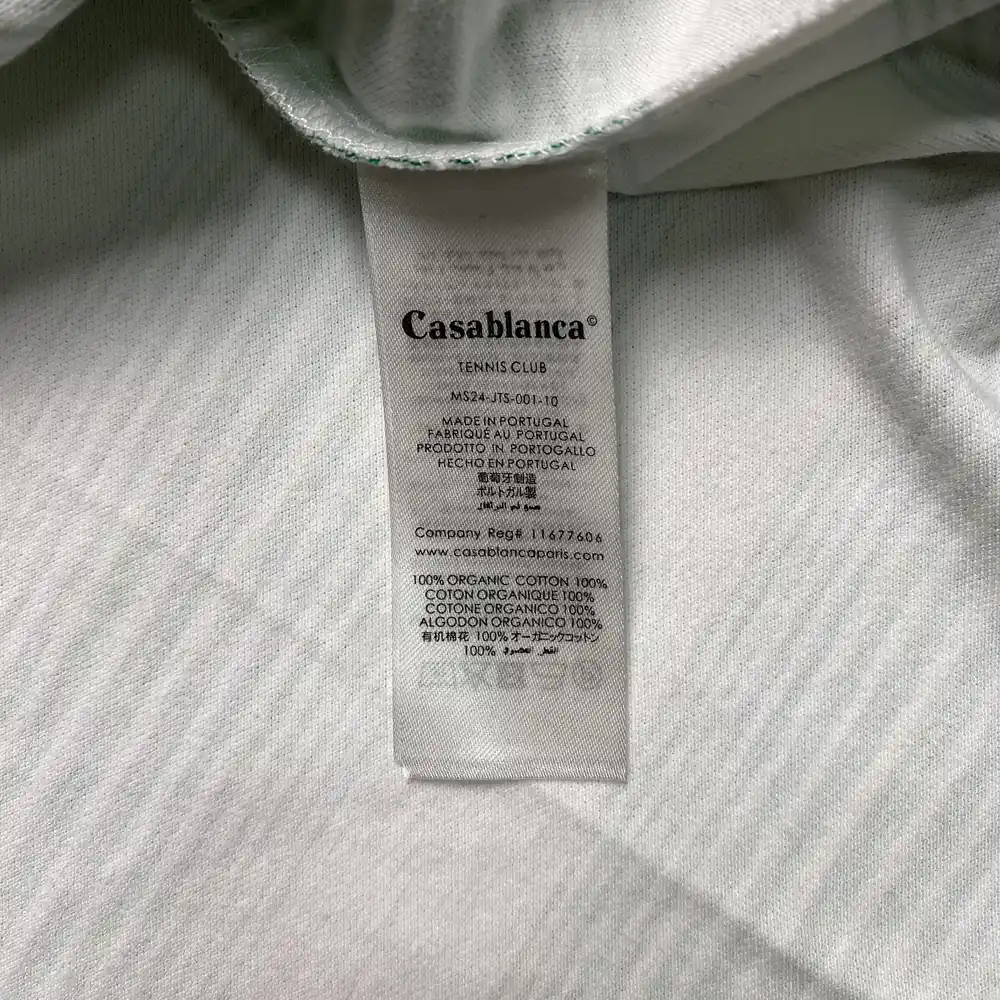 Casablanca©
TENNIS CLUB
MS24-JTS-001-10
MADE IN PORTUGAL
FABRIQUÉ AU PORTUGAL
PRODOTTO IN PORTOGALLO
HECHO EN PORTUGAL
葡萄牙制造
ポルトガル製
Company Reg# 11677606
www.casablancaparis.com
100% ORGANIC COTTON 100%
COTON ORGANIQUE 100%
COTONE ORGANICO 100%
ALGODON ORGANICO 100%
有机棉花 100% オーガニックコットン
100%